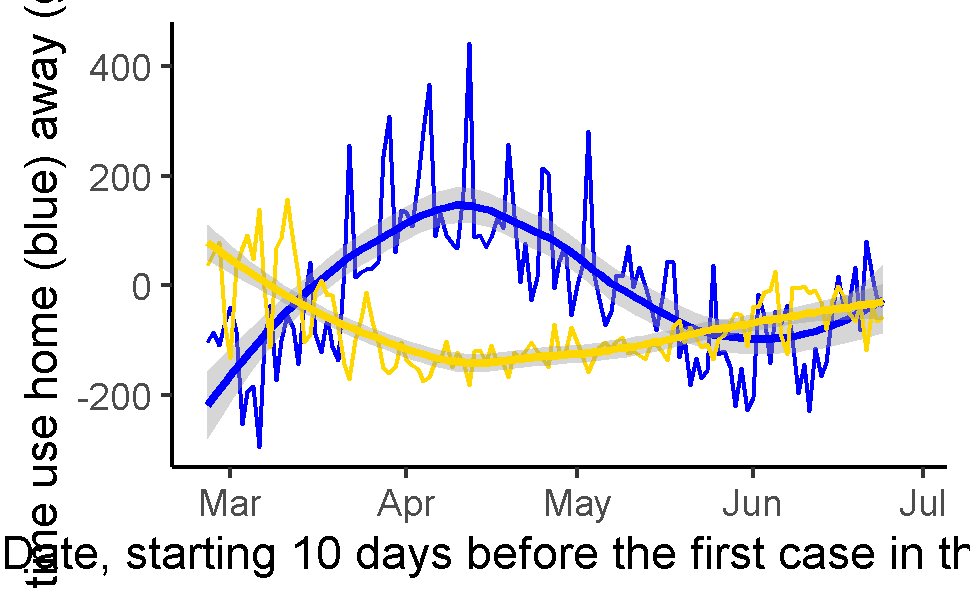 time use home (blue) away (
400
200
0
-200
Mar Apr May Jun Jul
Date, starting 10 days before the first case in th